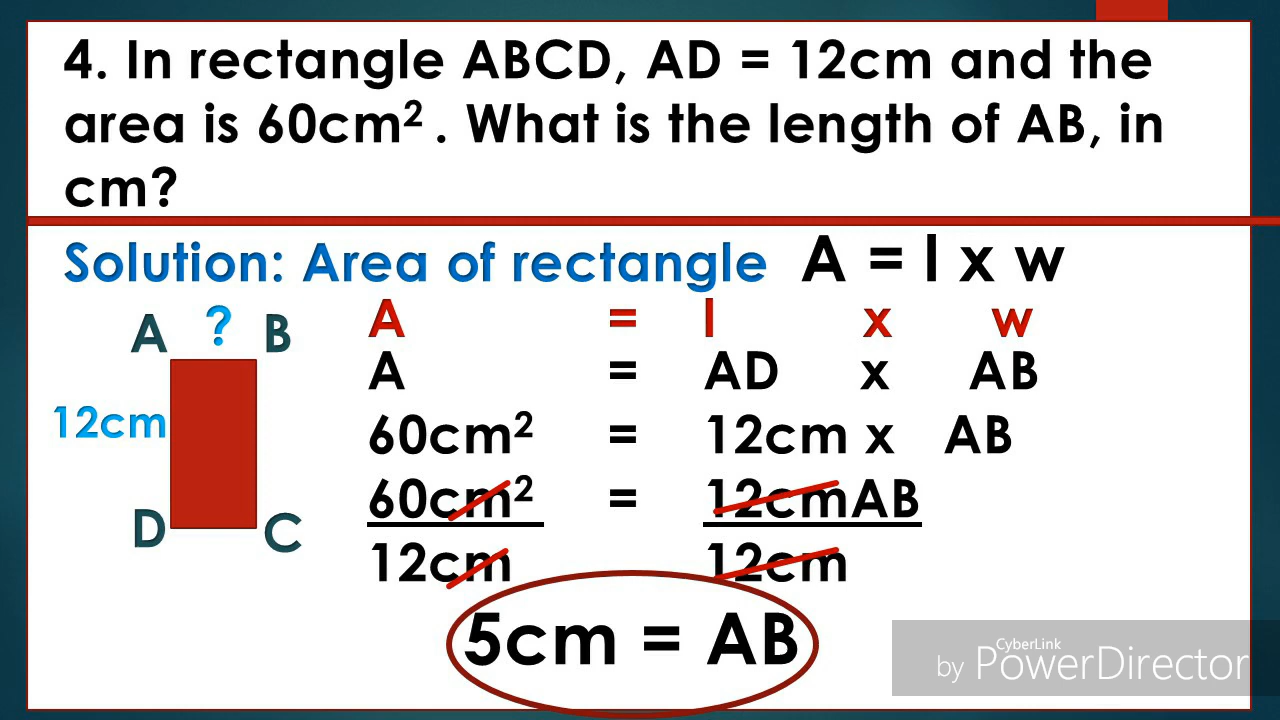 4. In rectangle ABCD, AD = 12cm and the
area is 60cm² . What is the length of AB, in
cm?
Solution: Area of rectangle A = l x w
A ? B
12cm
D C
A = l x w
A = AD x AB
60cm² = 12cm x AB
60cm² = 12cmAB
12cm 12cm
5cm = AB
by CyberLink PowerDirector